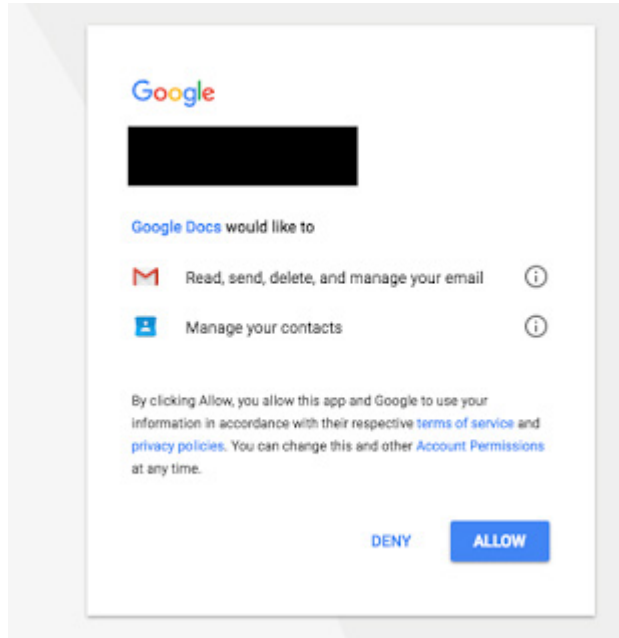 Google
Google Docs would like to
Read, send, delete, and manage your email
Manage your contacts
By clicking Allow, you allow this app and Google to use your
information in accordance with their respective terms of service and
privacy policies. You can change this and other Account Permissions
at any time.
DENY ALLOW